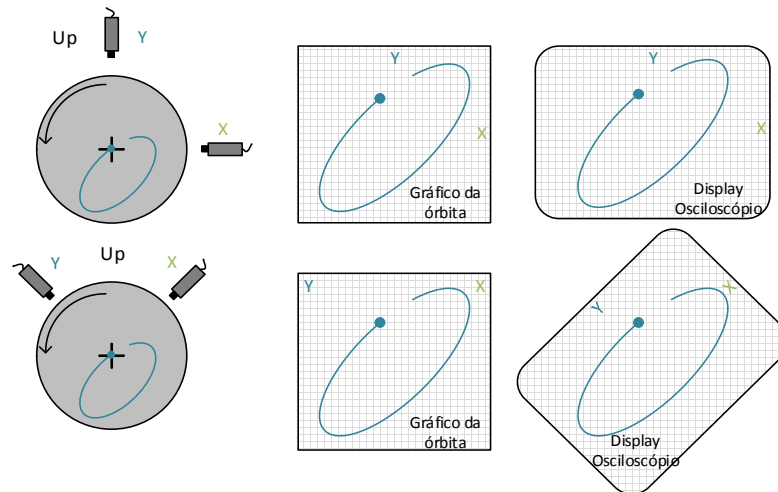 Up
Y
X
Y
X
Gráfico da
órbita
Y
X
Display
Osciloscópio
Up
Y
X
Y
X
Gráfico da
órbita
Y
X
Display
Osciloscópio